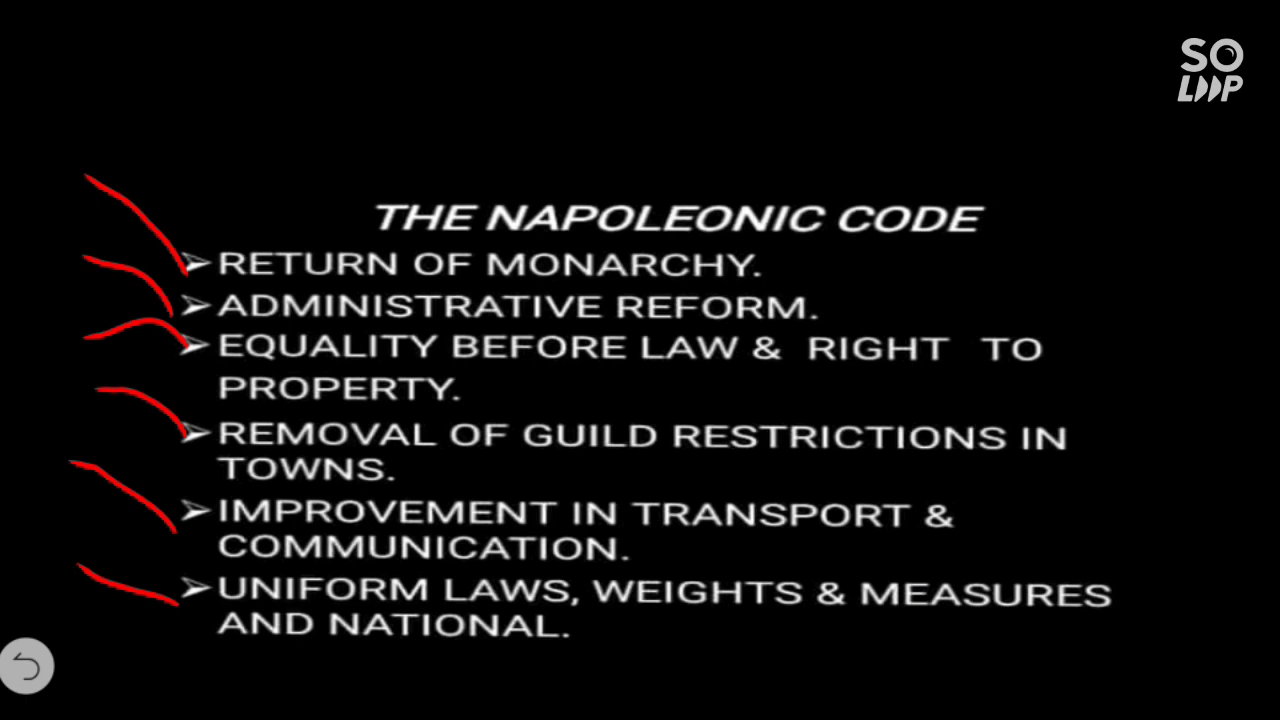 SO
LOOP
THE NAPOLEONIC CODE
➢RETURN OF MONARCHY.
➢ADMINISTRATIVE REFORM.
➢EQUALITY BEFORE LAW & RIGHT TO
PROPERTY.
➢REMOVAL OF GUILD RESTRICTIONS IN
TOWNS.
➢IMPROVEMENT IN TRANSPORT &
COMMUNICATION.
➢UNIFORM LAWS, WEIGHTS & MEASURES
AND NATIONAL.